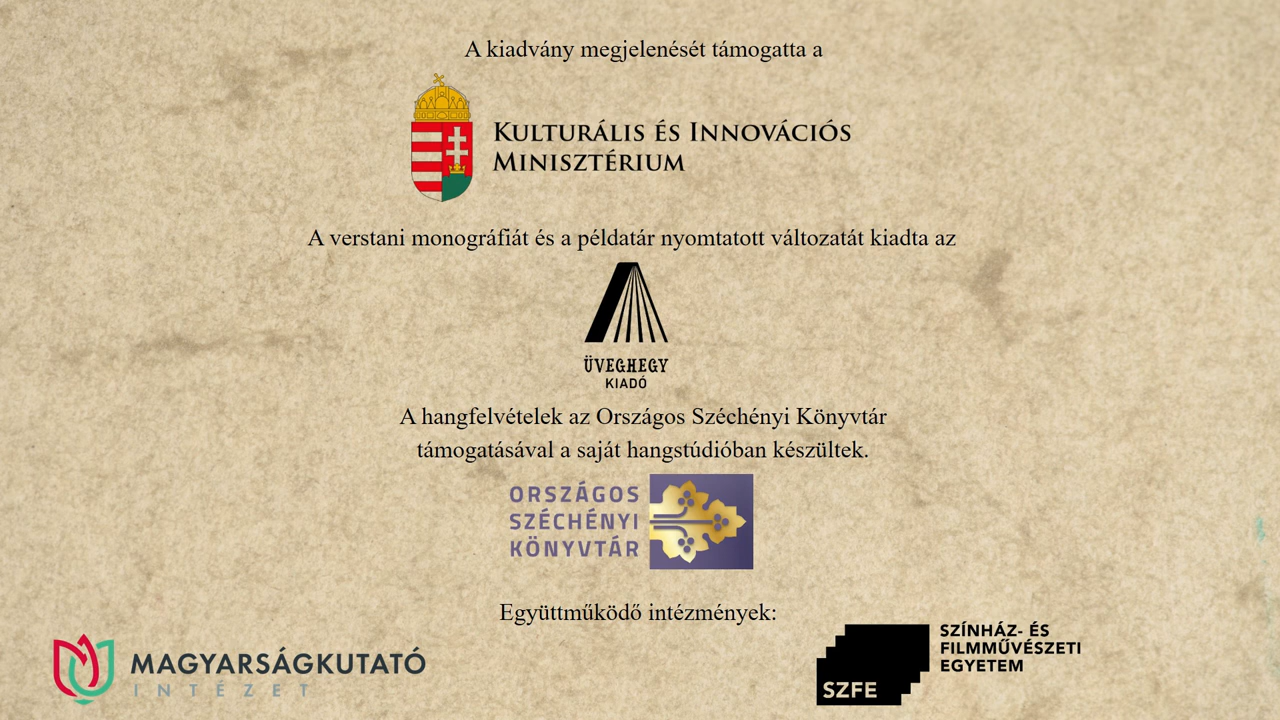 A kiadvány megjelenését támogatta a
KULTURÁLIS ÉS INNOVÁCIÓS
MINISZTÉRIUM
A verstani monográfiát és a példatár nyomtatott változatát kiadta az
ÜVEGHEGY
KIADÓ
A hangfelvételek az Országos Széchényi Könyvtár
támogatásával a saját hangstúdióban készültek.
ORSZÁGOS
SZÉCHÉNYI
KÖNYVTÁR
Együttműködő intézmények:
MAGYARSÁGKUTATÓ
INTÉZET
SZFE
SZÍNHÁZ- ÉS
FILMMŰVÉSZETI
EGYETEM